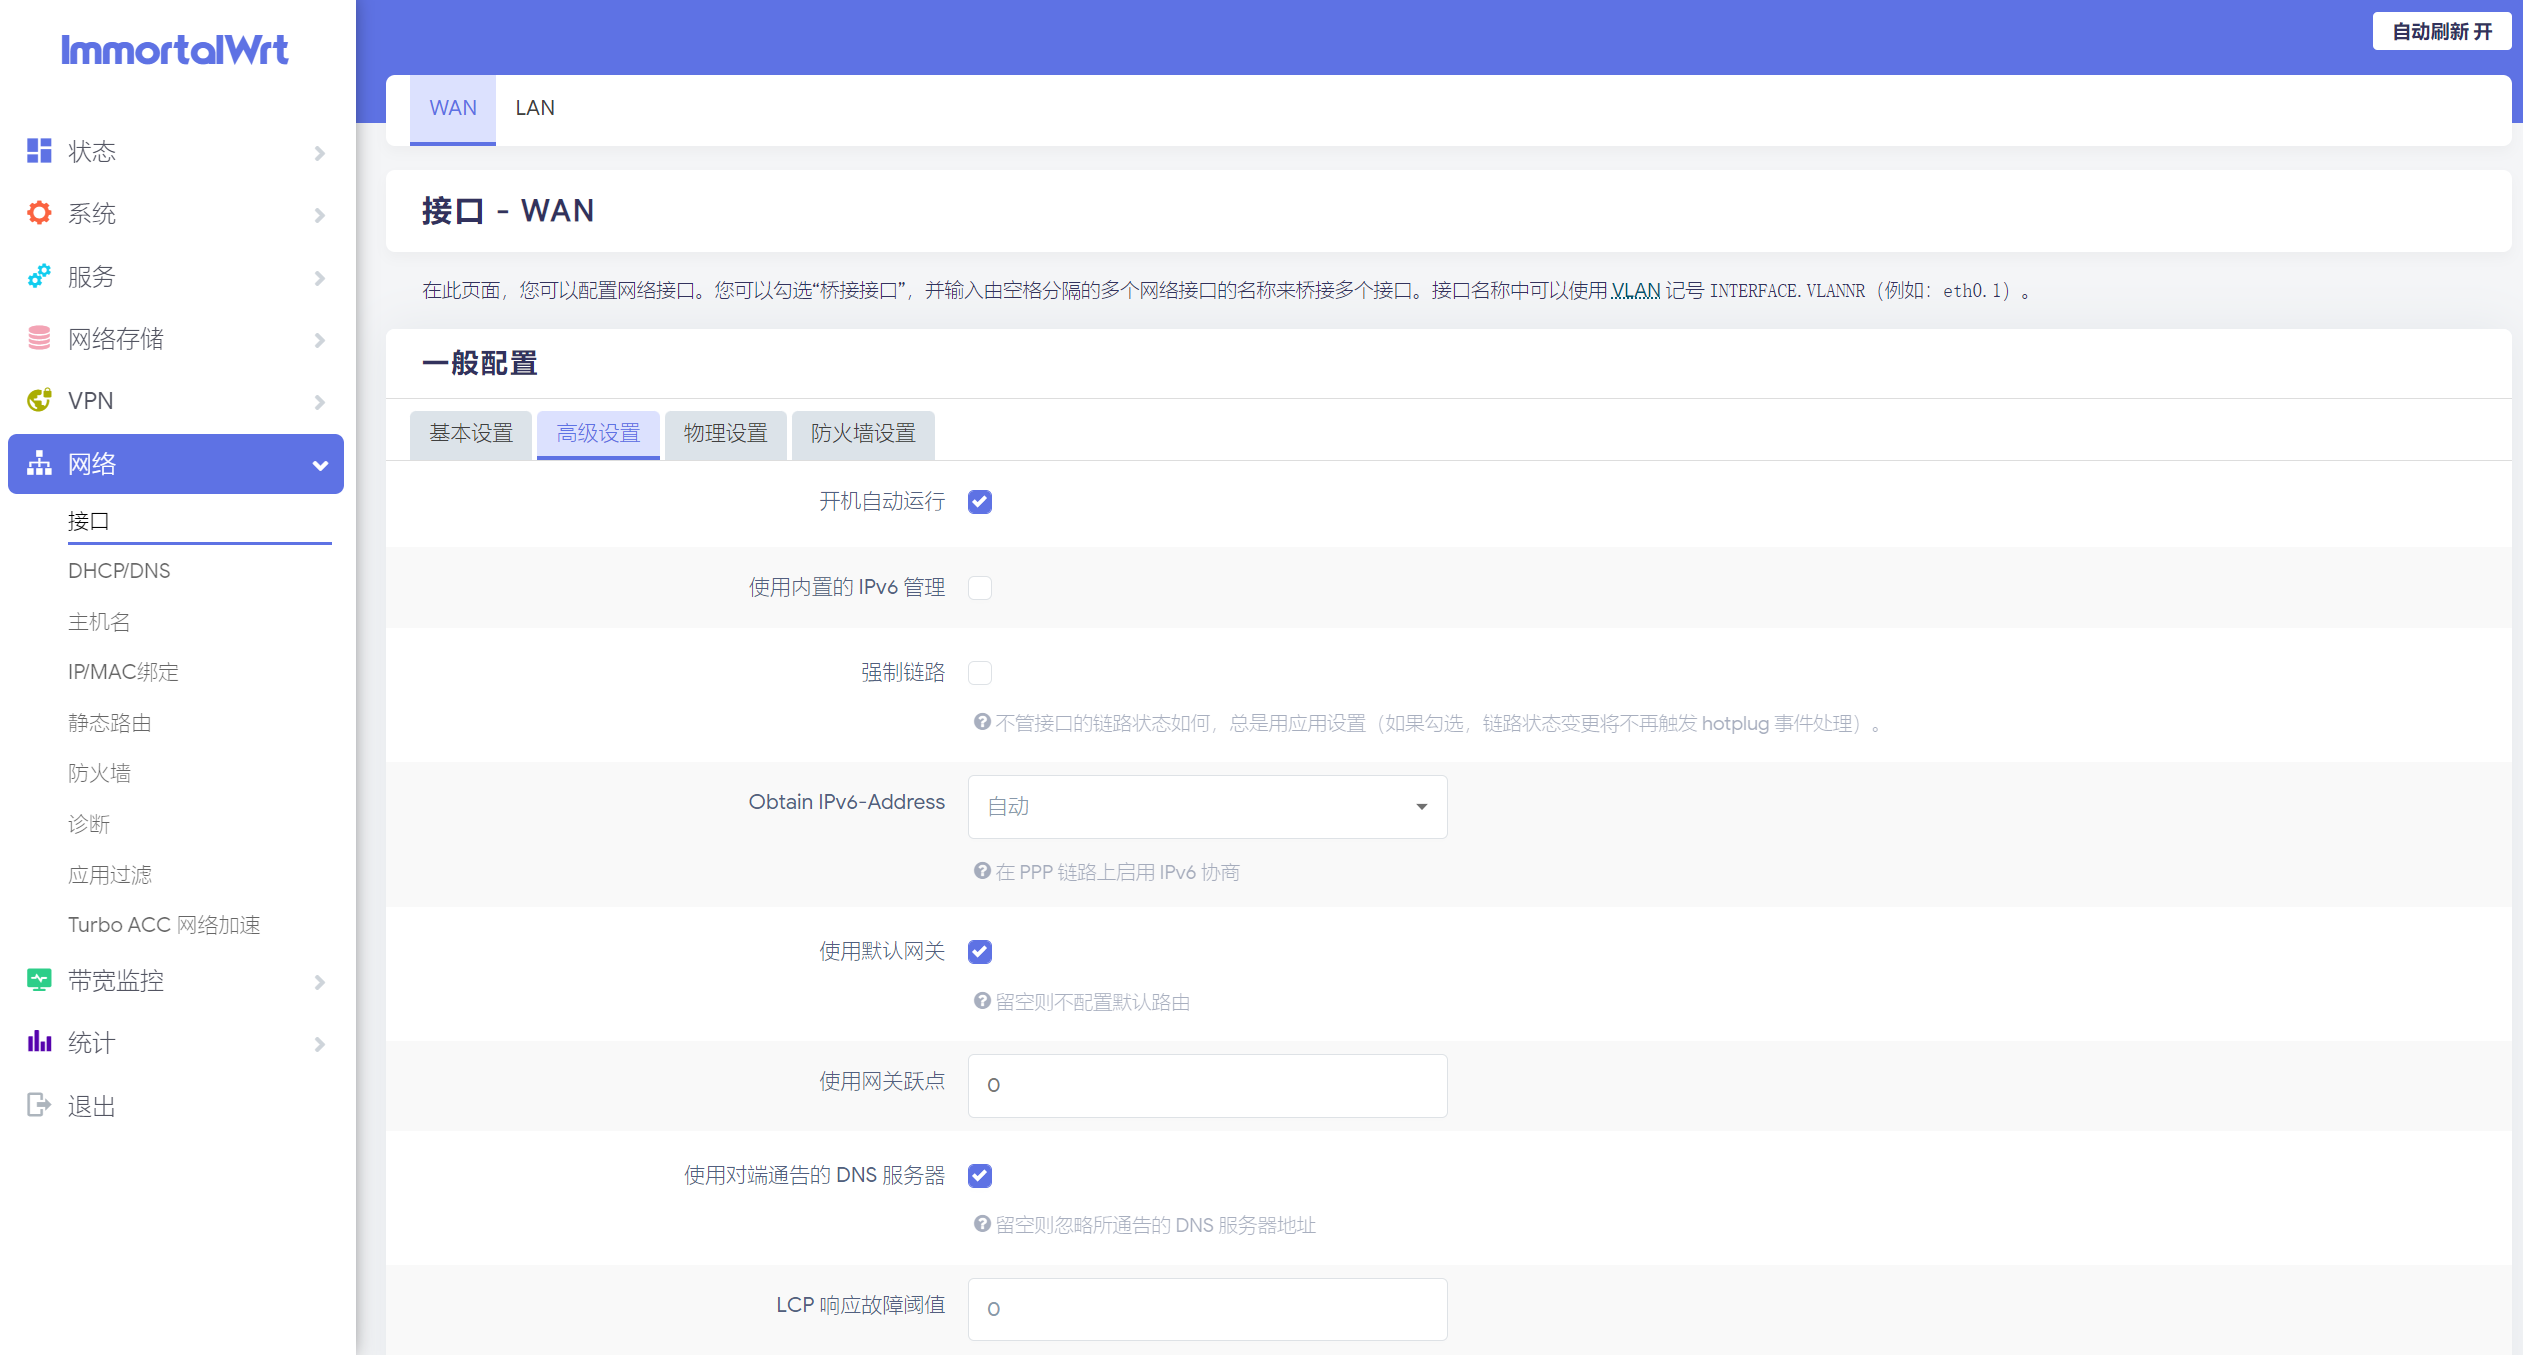 ImmortalWrt
状态
系统
服务
网络存储
VPN
网络
接口
DHCP/DNS
主机名
IP/MAC绑定
静态路由
防火墙
诊断
应用过滤
Turbo ACC 网络加速
带宽监控
统计
退出
自动刷新 开
WAN LAN
接口 - WAN
在此页面，您可以配置网络接口。您可以勾选“桥接接口”，并输入由空格分隔的多个网络接口的名称来桥接多个接口。接口名称中可以使用 VLAN 记号 INTERFACE.VLANNR（例如：eth0.1）。
一般配置
基本设置 高级设置 物理设置 防火墙设置
开机自动运行
使用内置的 IPv6 管理
强制链路
不管接口的链路状态如何，总是用应用设置（如果勾选，链路状态变更将不再触发 hotplug 事件处理）。
Obtain IPv6-Address 自动
在 PPP 链路上启用 IPv6 协商
使用默认网关
留空则不配置默认路由
使用网关跃点 0
使用对端通告的 DNS 服务器
留空则忽略所通告的 DNS 服务器地址
LCP 响应故障阈值 0